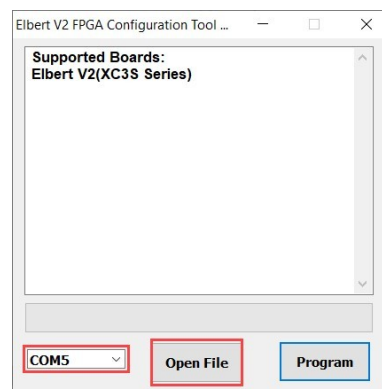 Elbert V2 FPGA Configuration Tool ...
Supported Boards:
Elbert V2(XC3S Series)
COM5
Open File
Program